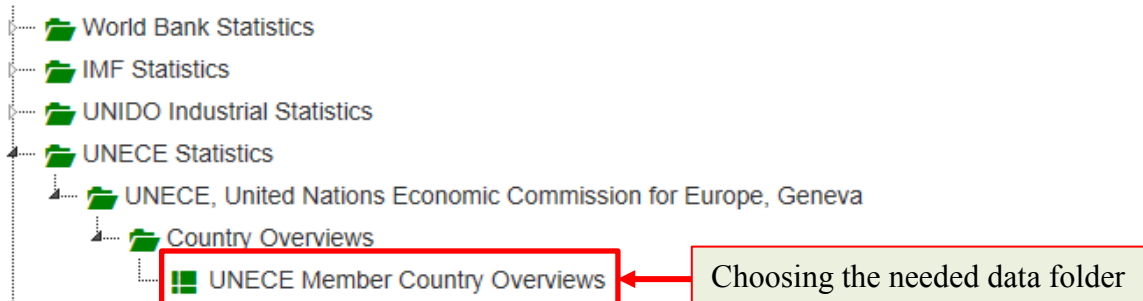 World Bank Statistics
IMF Statistics
UNIDO Industrial Statistics
UNECE Statistics
UNECE, United Nations Economic Commission for Europe, Geneva
Country Overviews
UNECE Member Country Overviews
Choosing the needed data folder